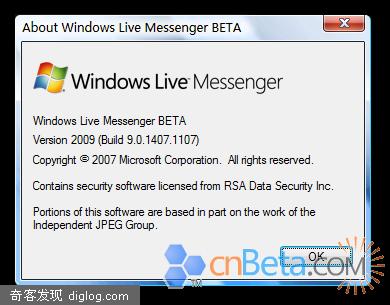 About Windows Live Messenger BETA
Windows Live Messenger
Windows Live Messenger BETA
Version 2009 (Build 9.0.1407.1107)
Copyright © 2007 Microsoft Corporation.  All rights reserved.
Contains security software licensed from RSA Data Security Inc.
Portions of this software are based in part on the work of the
Independent JPEG Group.
OK
cnBeta.com
TM
奇客发现 diglog.com